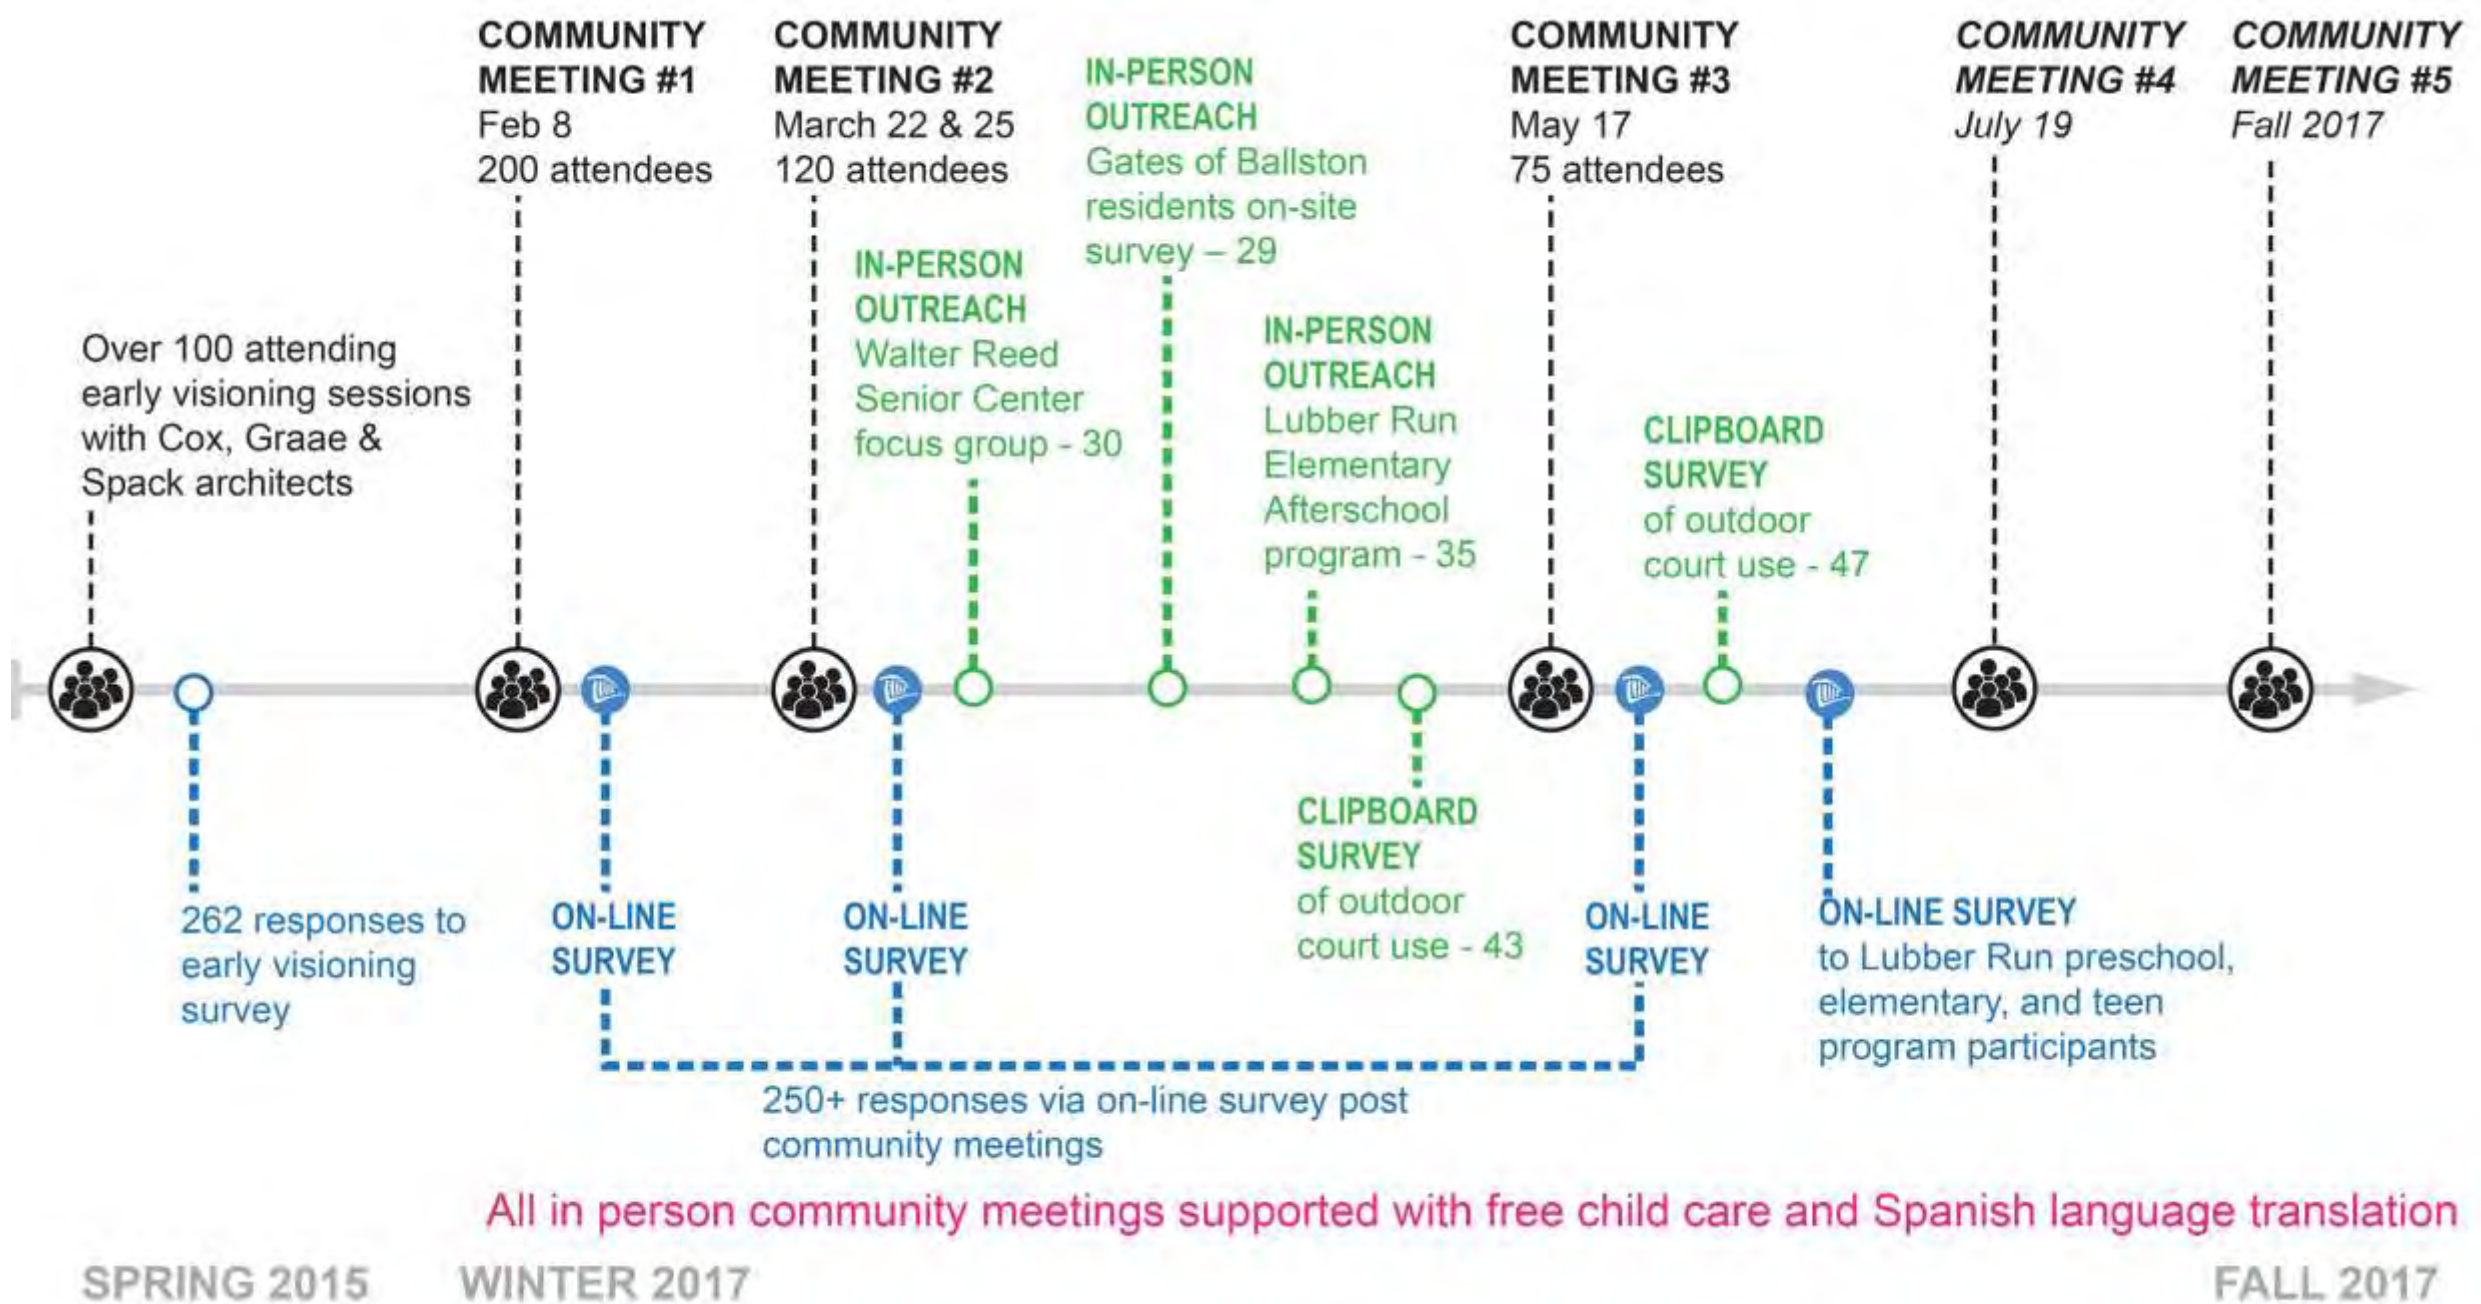 COMMUNITY
MEETING #1
Feb 8
200 attendees
COMMUNITY
MEETING #2
March 22 & 25
120 attendees
IN-PERSON
OUTREACH
Gates of Ballston
residents on-site
survey – 29
COMMUNITY
MEETING #3
May 17
75 attendees
COMMUNITY
MEETING #4
July 19
COMMUNITY
MEETING #5
Fall 2017
Over 100 attending
early visioning sessions
with Cox, Graae &
Spack architects
IN-PERSON
OUTREACH
Walter Reed
Senior Center
focus group - 30
IN-PERSON
OUTREACH
Lubber Run
Elementary
Afterschool
program - 35
CLIPBOARD
SURVEY
of outdoor
court use - 47
262 responses to
early visioning
survey
ON-LINE
SURVEY
ON-LINE
SURVEY
CLIPBOARD
SURVEY
of outdoor
court use - 43
ON-LINE
SURVEY
ON-LINE SURVEY
to Lubber Run preschool,
elementary, and teen
program participants
250+ responses via on-line survey post
community meetings
All in person community meetings supported with free child care and Spanish language translation
SPRING 2015
WINTER 2017
FALL 2017